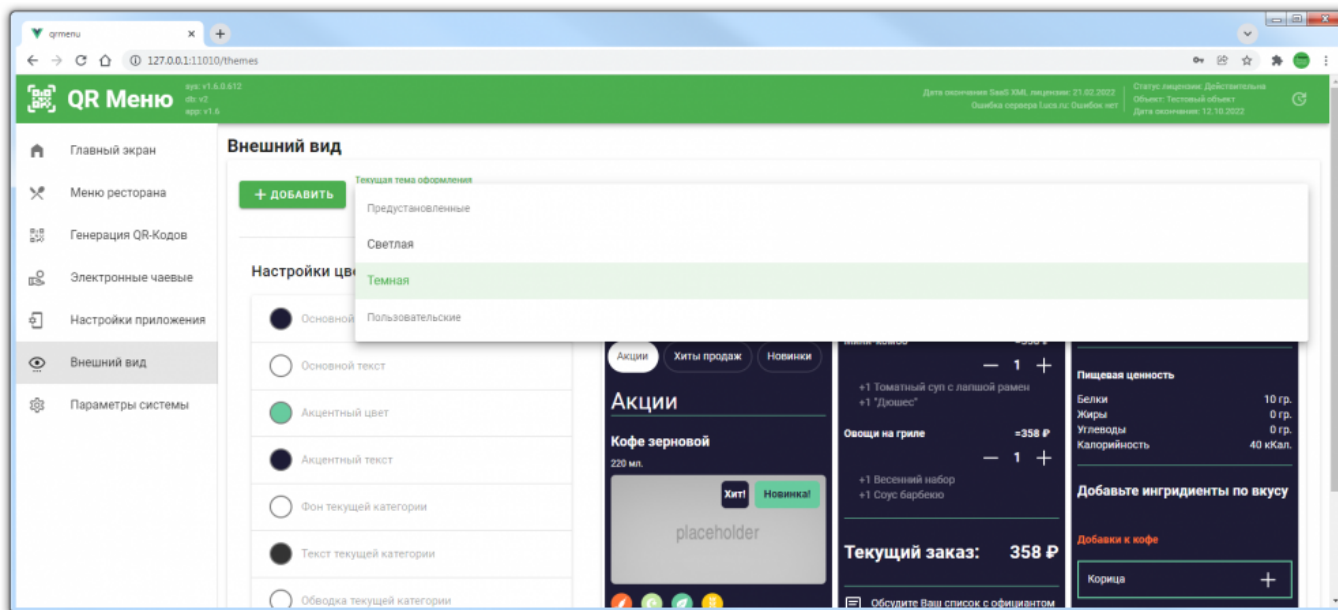 qrmenu
127.0.0.1:11010/themes
QR Меню
sys: v1.6.0.612
db: v2
app: v1.6
Дата окончания SaaS XML лицензии: 21.02.2022
Ошибка сервера l.ucs.ru: Ошибок нет
Статус лицензии: Действительна
Объект: Тестовый объект
Дата окончания: 12.10.2022
Главный экран
Меню ресторана
Генерация QR-Кодов
Электронные чаевые
Настройки приложения
Внешний вид
Параметры системы
Внешний вид
+ ДОБАВИТЬ
Текущая тема оформления
Предустановленные
Светлая
Темная
Пользовательские
Настройки цве
Основной
Основной текст
Акцентный цвет
Акцентный текст
Фон текущей категории
Текст текущей категории
Обводка текущей категории
Акции
Хиты продаж
Новинки
Акции
Кофе зерновой
220 мл.
Хит!
Новинка!
placeholder
Мини-комбо =358 ₽
— 1 +
+1 Томатный суп с лапшой рамен
+1 "Дюшес"
Овощи на гриле =358 ₽
— 1 +
+1 Весенний набор
+1 Соус барбекю
Текущий заказ: 358 ₽
Обсудите Ваш список с официантом
Пищевая ценность
Белки 10 гр.
Жиры 0 гр.
Углеводы 0 гр.
Калорийность 40 кКал.
Добавьте ингридиенты по вкусу
Добавки к кофе
Корица +